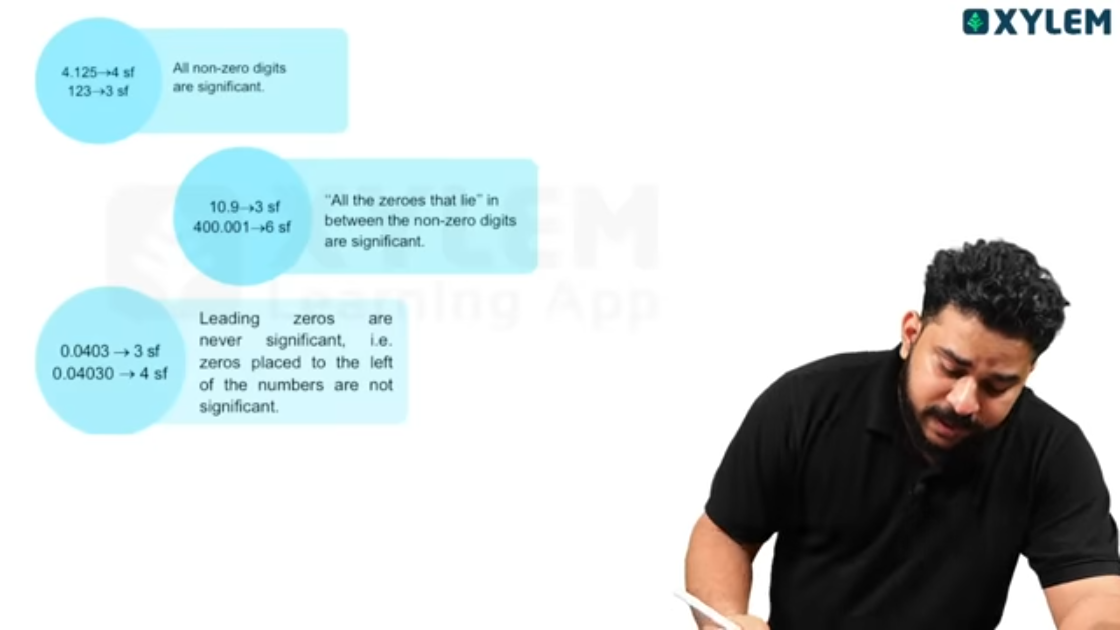 XYLEM
4.125→4 sf
123→3 sf
All non-zero digits
are significant.
10.9→3 sf
400.001→6 sf
“All the zeroes that lie” in
between the non-zero digits
are significant.
XYLEM
Learning App
0.0403 → 3 sf
0.04030 → 4 sf
Leading zeros are
never significant, i.e.
zeros placed to the left
of the numbers are not
significant.